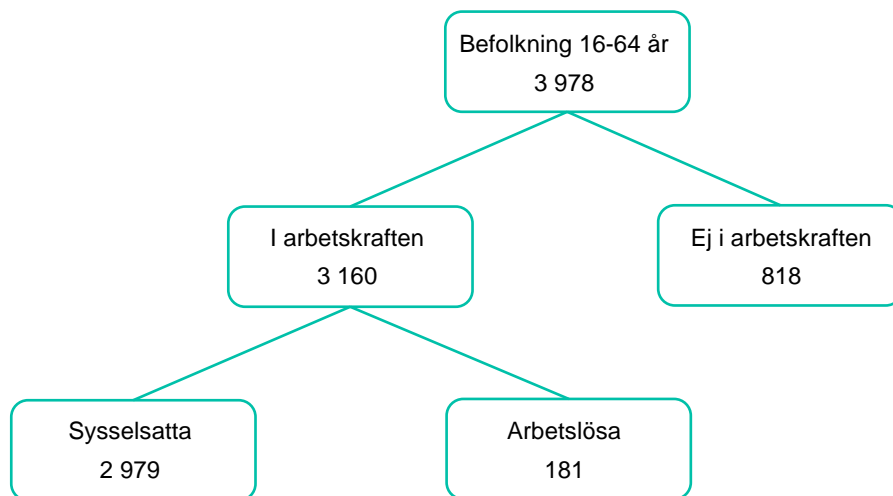 Befolkning 16-64 år
3 978
I arbetskraften
3 160
Ej i arbetskraften
818
Sysselsatta
2 979
Arbetslösa
181